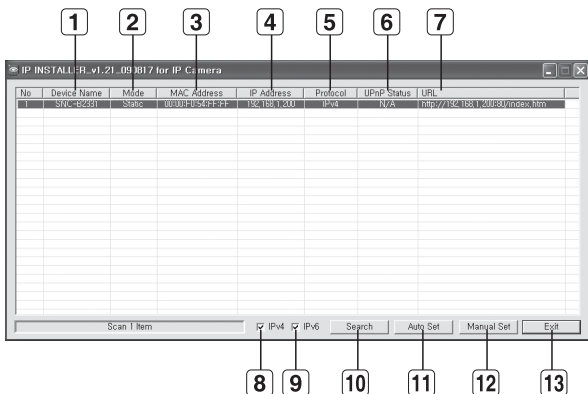 1 2 3 4 5 6 7
IP INSTALLER_v1.21_090817 for IP Camera
No Device Name Mode MAC Address IP Address Protocol UPnP Status URL
1 SNC-B2331 Static 00:00:F0:54:FF:FF 192,168,1,200 IPv4 N/A http://192,168,1,200:80/index,htm
Scan 1 Item IPv4 IPv6 Search Auto Set Manual Set Exit
8 9 10 11 12 13